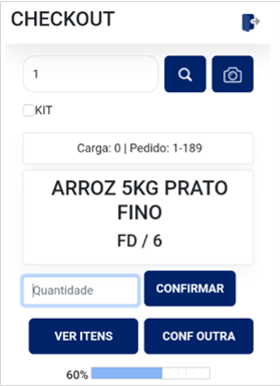 CHECKOUT
1
KIT
Carga: 0 | Pedido: 1-189
ARROZ 5KG PRATO
FINO
FD / 6
Quantidade
CONFIRMAR
VER ITENS
CONF OUTRA
60%